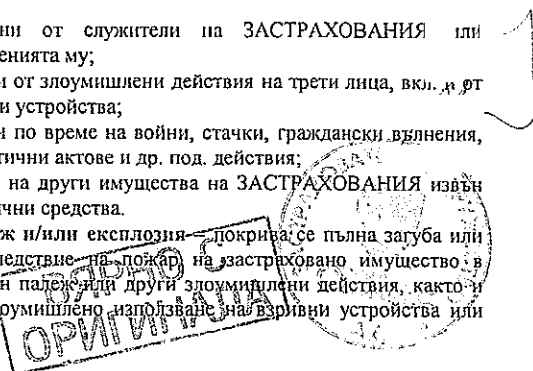 ни от служители на ЗАСТРАХОВАНИЯ или
енията му;
и от злоумишлени действия на трети лица, вкл. и от
и устройства;
и по време на войни, стачки, граждански вълнения,
тични актове и др. под. действия;
на други имущества на ЗАСТРАХОВАНИЯ извън
чни средства.
ж и/или експлозия – покрива се пълна загуба или
ледствие на пожар на застраховано имущество в
н палеж или други злоумишлени действия, както и
оумишлено използване на взривни устройства или
ВЯРНО С
ОРИГИНАЛА